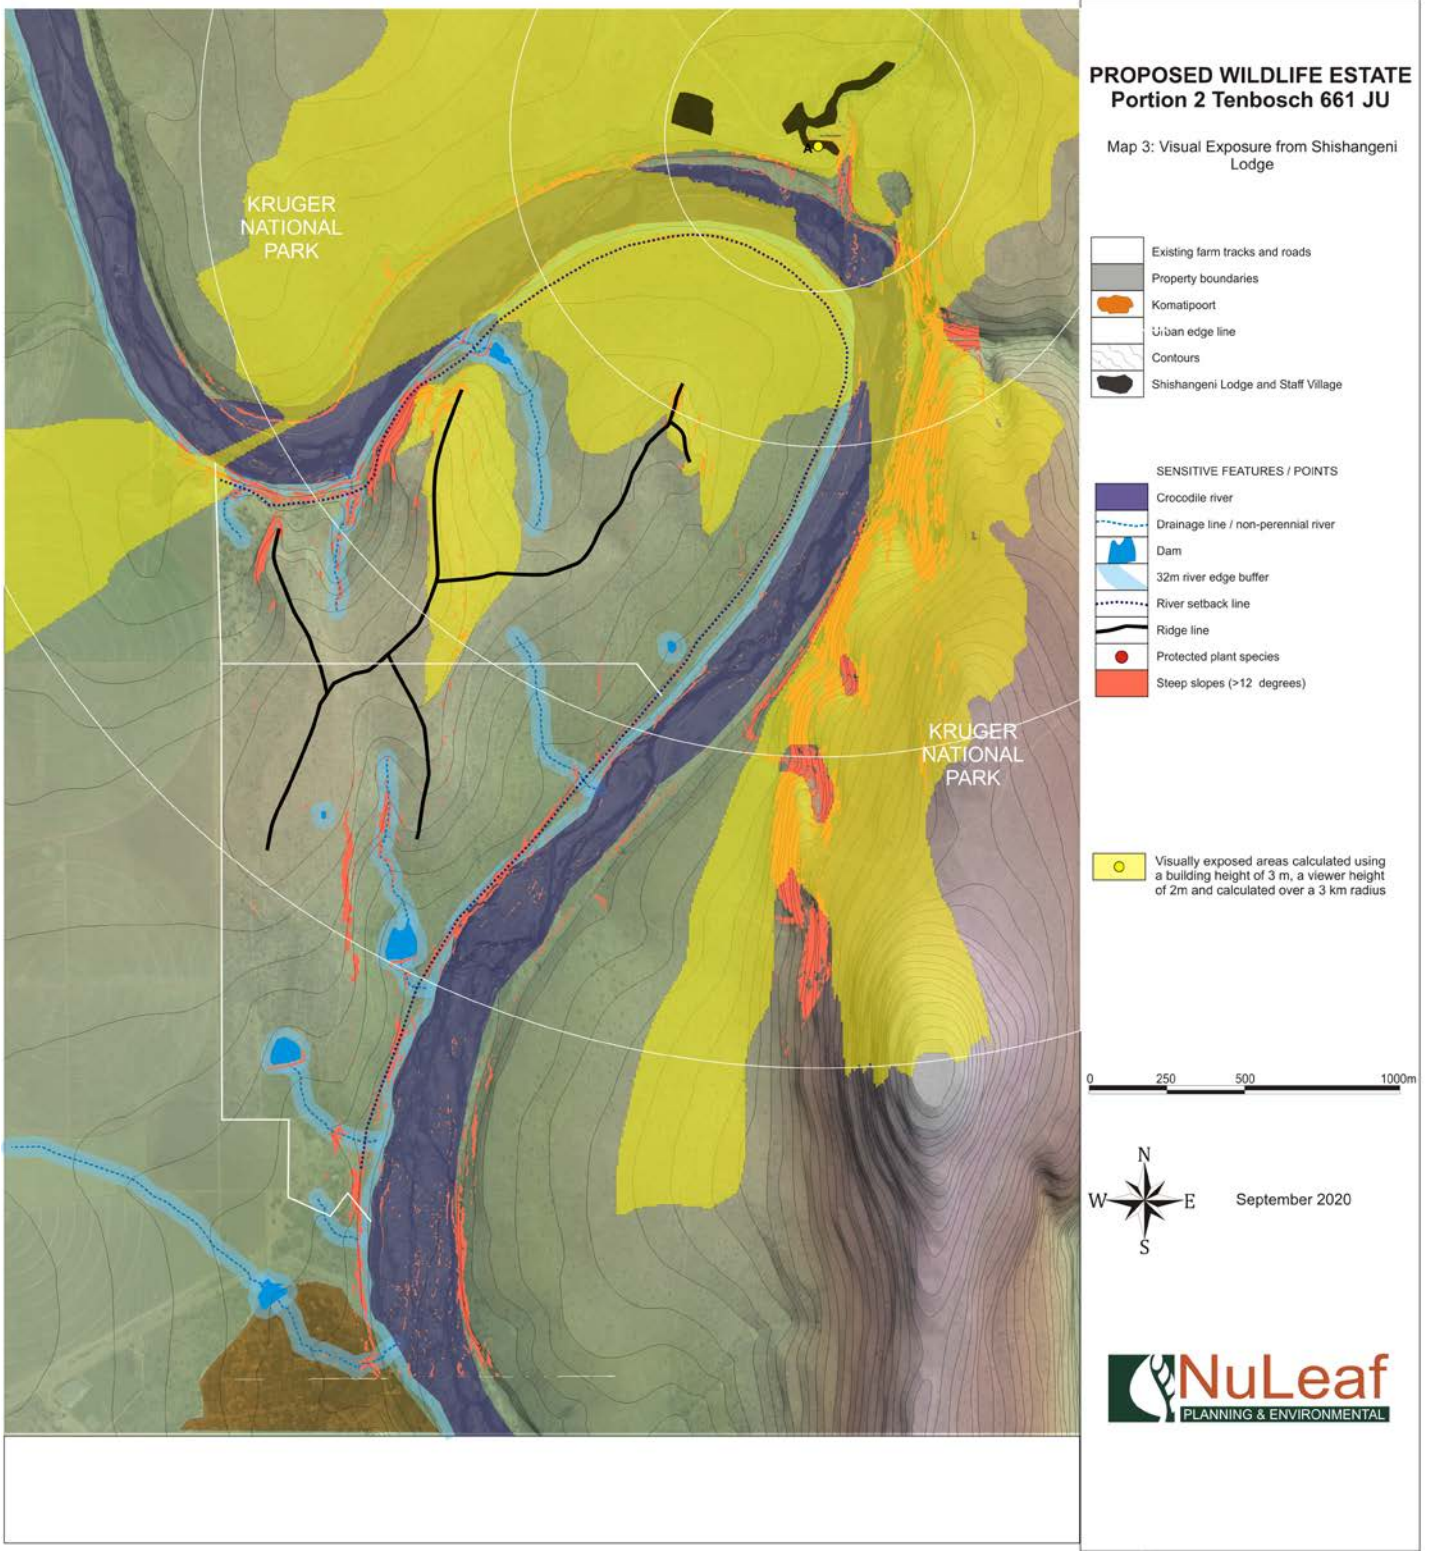 PROPOSED WILDLIFE ESTATE
Portion 2 Tenbosch 661 JU
Map 3: Visual Exposure from Shishangeni
Lodge
Existing farm tracks and roads
Property boundaries
Komatipoort
Urban edge line
Contours
Shishangeni Lodge and Staff Village
SENSITIVE FEATURES / POINTS
Crocodile river
Drainage line / non-perennial river
Dam
32m river edge buffer
River setback line
Ridge line
Protected plant species
Steep slopes (>12 degrees)
Visually exposed areas calculated using
a building height of 3 m, a viewer height
of 2m and calculated over a 3 km radius
0 250 500 1000m
N
W E
S
September 2020
NuLeaf
PLANNING & ENVIRONMENTAL
KRUGER
NATIONAL
PARK
A
KRUGER
NATIONAL
PARK